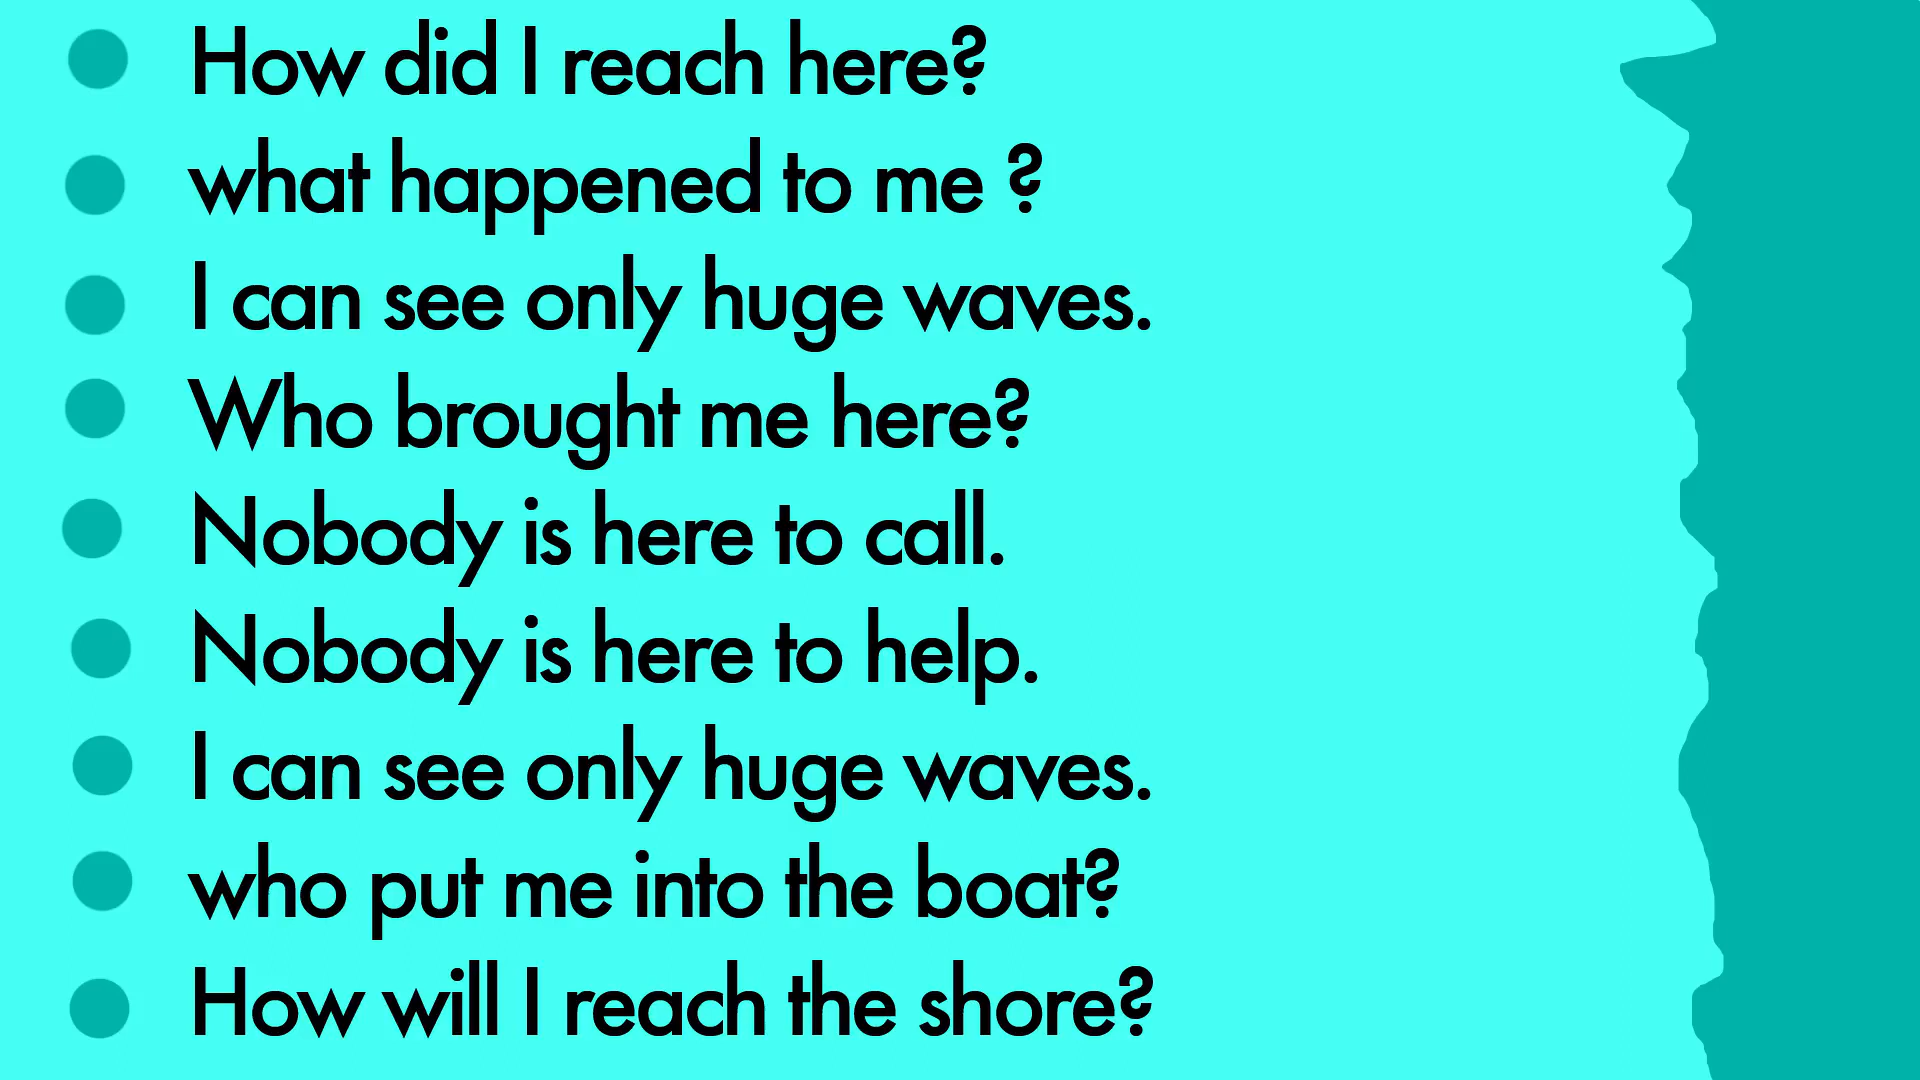 How did I reach here?
what happened to me ?
I can see only huge waves.
Who brought me here?
Nobody is here to call.
Nobody is here to help.
I can see only huge waves.
who put me into the boat?
How will I reach the shore?